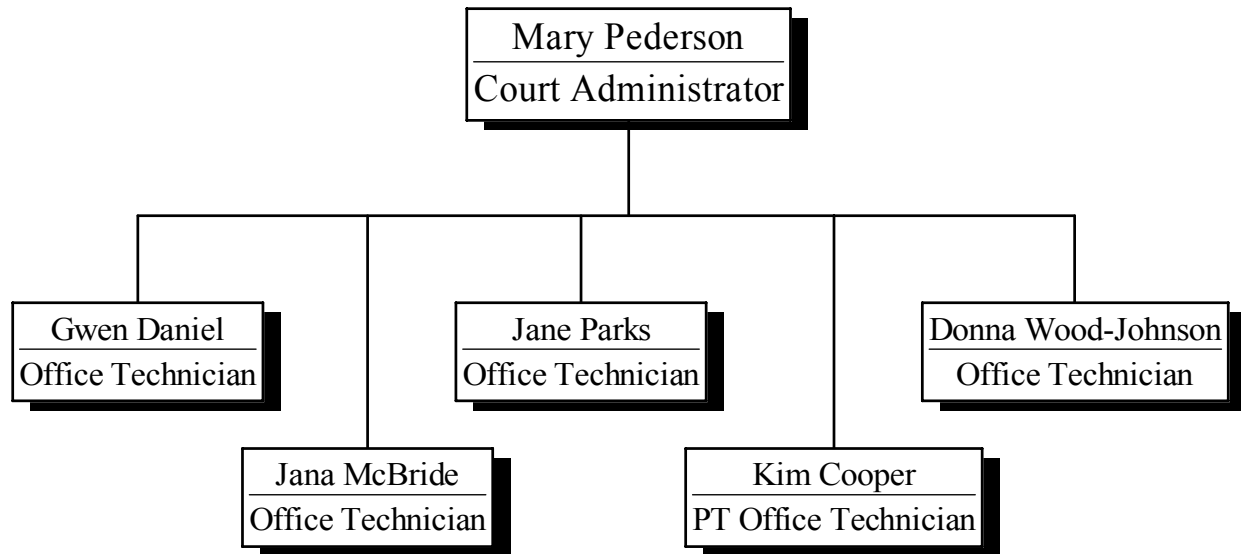 Mary Pederson
Court Administrator
Gwen Daniel
Office Technician
Jane Parks
Office Technician
Donna Wood-Johnson
Office Technician
Jana McBride
Office Technician
Kim Cooper
PT Office Technician